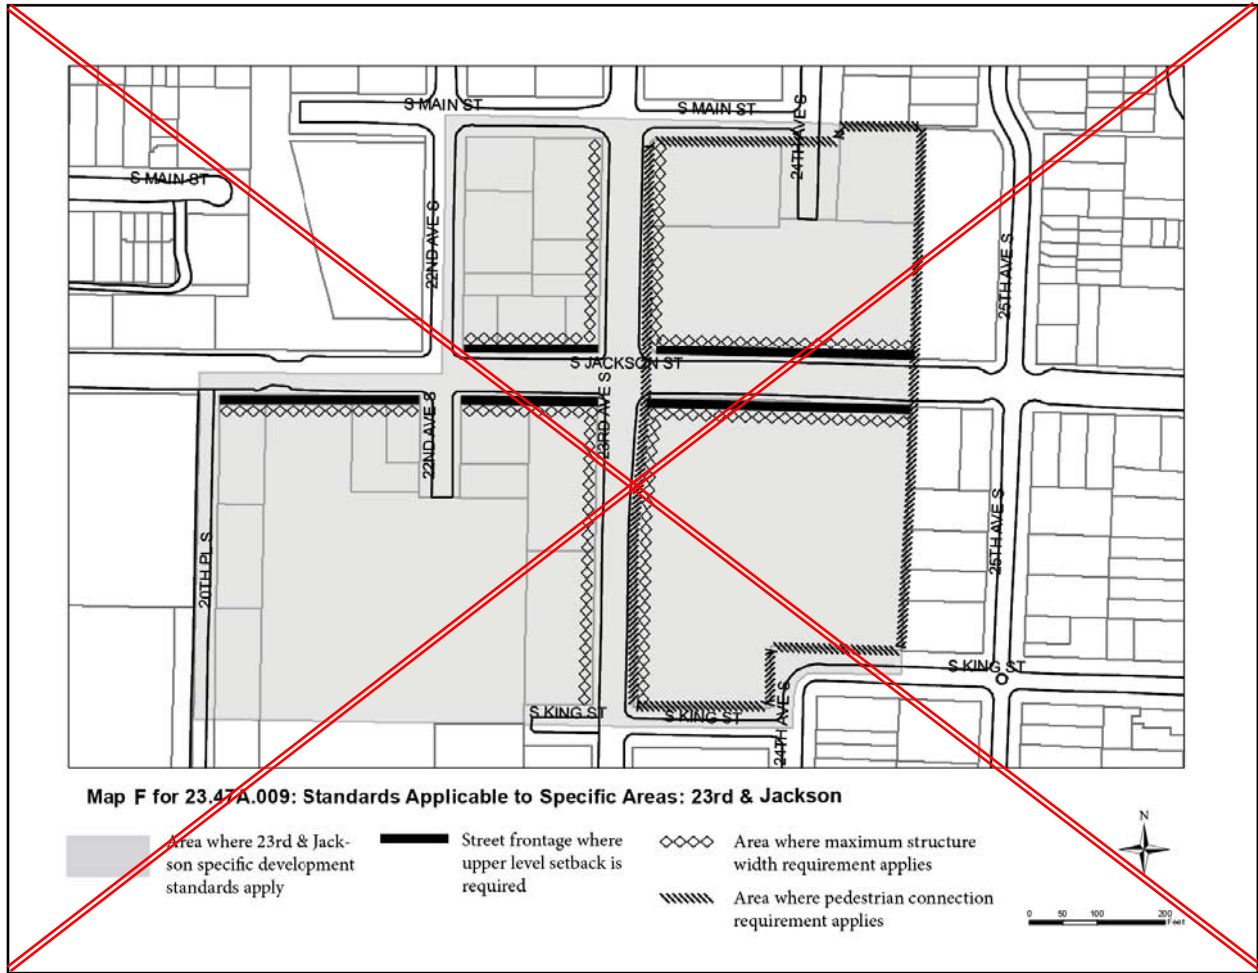 S MAIN ST
S MAIN ST
S MAIN ST
24TH AVE S
22ND AVE S
25TH AVE S
S JACKSON ST
23RD AVE S
22ND AVE S
20TH PL S
25TH AVE S
S KING ST
S KING ST
S KING ST
24TH AVE S
Map F for 23.47A.009: Standards Applicable to Specific Areas: 23rd & Jackson
Area where 23rd & Jack-
son specific development
standards apply
Street frontage where
upper level setback is
required
Area where maximum structure
width requirement applies
Area where pedestrian connection
requirement applies
N
0 50 100 200
Feet